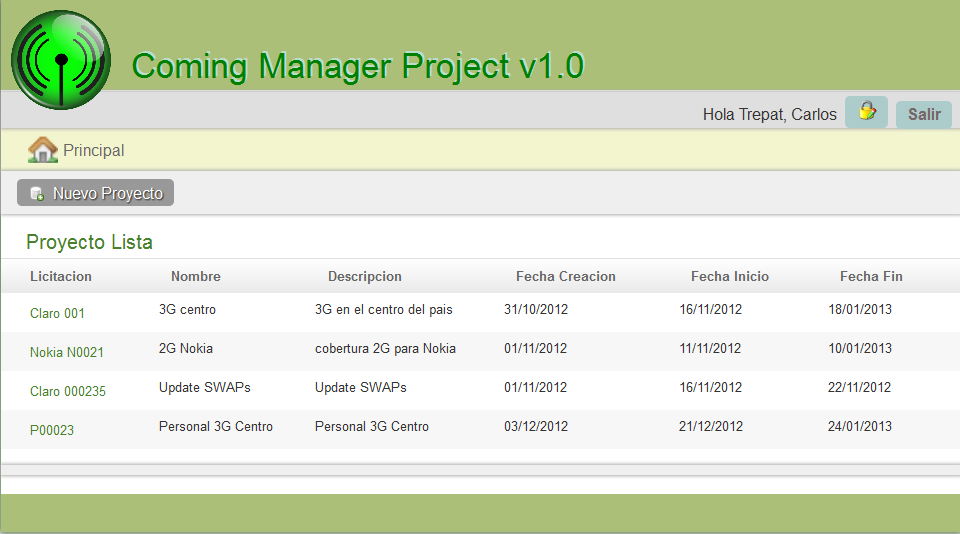 Coming Manager Project v1.0
Hola Trepat, Carlos Salir
Principal
Nuevo Proyecto
Proyecto Lista
Licitacion Nombre Descripcion Fecha Creacion Fecha Inicio Fecha Fin
Claro 001 3G centro 3G en el centro del pais 31/10/2012 16/11/2012 18/01/2013
Nokia N0021 2G Nokia cobertura 2G para Nokia 01/11/2012 11/11/2012 10/01/2013
Claro 000235 Update SWAPs Update SWAPs 01/11/2012 16/11/2012 22/11/2012
P00023 Personal 3G Centro Personal 3G Centro 03/12/2012 21/12/2012 24/01/2013